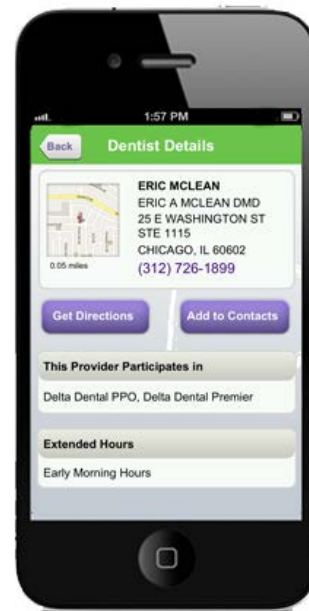 1:57 PM
Back
Dentist Details
ERIC MCLEAN
ERIC A MCLEAN DMD
25 E WASHINGTON ST
STE 1115
CHICAGO, IL 60602
(312) 726-1899
0.05 miles
Get Directions
Add to Contacts
This Provider Participates in
Delta Dental PPO, Delta Dental Premier
Extended Hours
Early Morning Hours